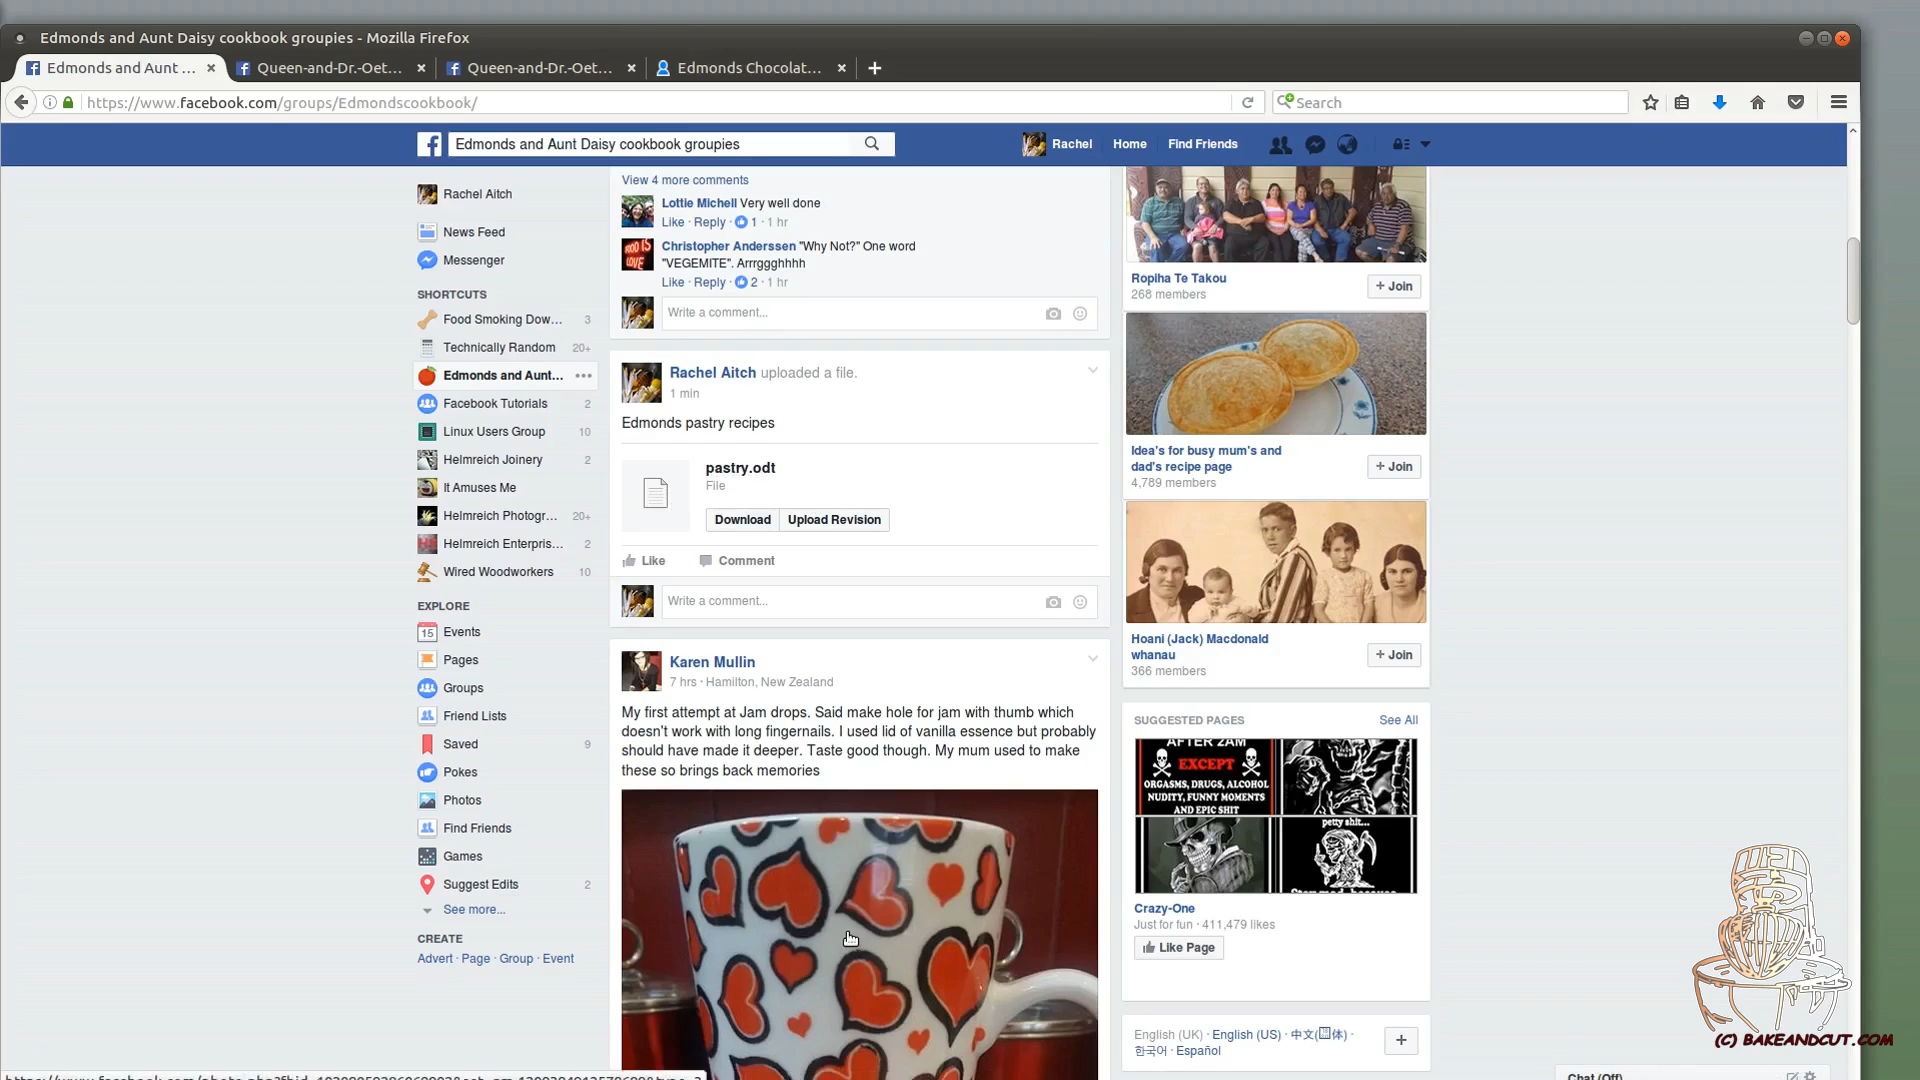 Edmonds and Aunt Daisy cookbook groupies - Mozilla Firefox
Edmonds and Aunt ...
Queen-and-Dr.-Oet...
Queen-and-Dr.-Oet...
Edmonds Chocolat...
https://www.facebook.com/groups/Edmondscookbook/
Search
Edmonds and Aunt Daisy cookbook groupies
Rachel
Home
Find Friends
Rachel Aitch
News Feed
Messenger
SHORTCUTS
Food Smoking Dow... 3
Technically Random 20+
Edmonds and Aunt...
Facebook Tutorials 2
Linux Users Group 10
Helmreich Joinery 2
It Amuses Me
Helmreich Photogr... 20+
Helmreich Enterpris... 2
Wired Woodworkers 10
EXPLORE
15 Events
Pages
Groups
Friend Lists
Saved 9
Pokes
Photos
Find Friends
Games
Suggest Edits 2
See more...
CREATE
Advert · Page · Group · Event
View 4 more comments
Lottie Michell Very well done
Like · Reply · 1 · 1 hr
FOOD IS
LOVE
Christopher Anderssen "Why Not?" One word
"VEGEMITE". Arrrggghhhh
Like · Reply · 2 · 1 hr
Write a comment...
Rachel Aitch uploaded a file.
1 min
Edmonds pastry recipes
pastry.odt
File
Download
Upload Revision
Like
Comment
Write a comment...
Karen Mullin
7 hrs · Hamilton, New Zealand
My first attempt at Jam drops. Said make hole for jam with thumb which
doesn't work with long fingernails. I used lid of vanilla essence but probably
should have made it deeper. Taste good though. My mum used to make
these so brings back memories
Ropiha Te Takou
268 members
+ Join
Idea's for busy mum's and
dad's recipe page
4,789 members
+ Join
Hoani (Jack) Macdonald
whanau
366 members
+ Join
SUGGESTED PAGES
See All
AFTER 2AM
EXCEPT
ORGASMS, DRUGS, ALCOHOL
NUDITY, FUNNY MOMENTS
AND EPIC SHIT
petty shit...
Crazy-One
Just for fun · 411,479 likes
Like Page
English (UK) · English (US) · 中文(体) ·
한국어 · Español
Chat (Off)
(C) BAKEANDCUT.COM